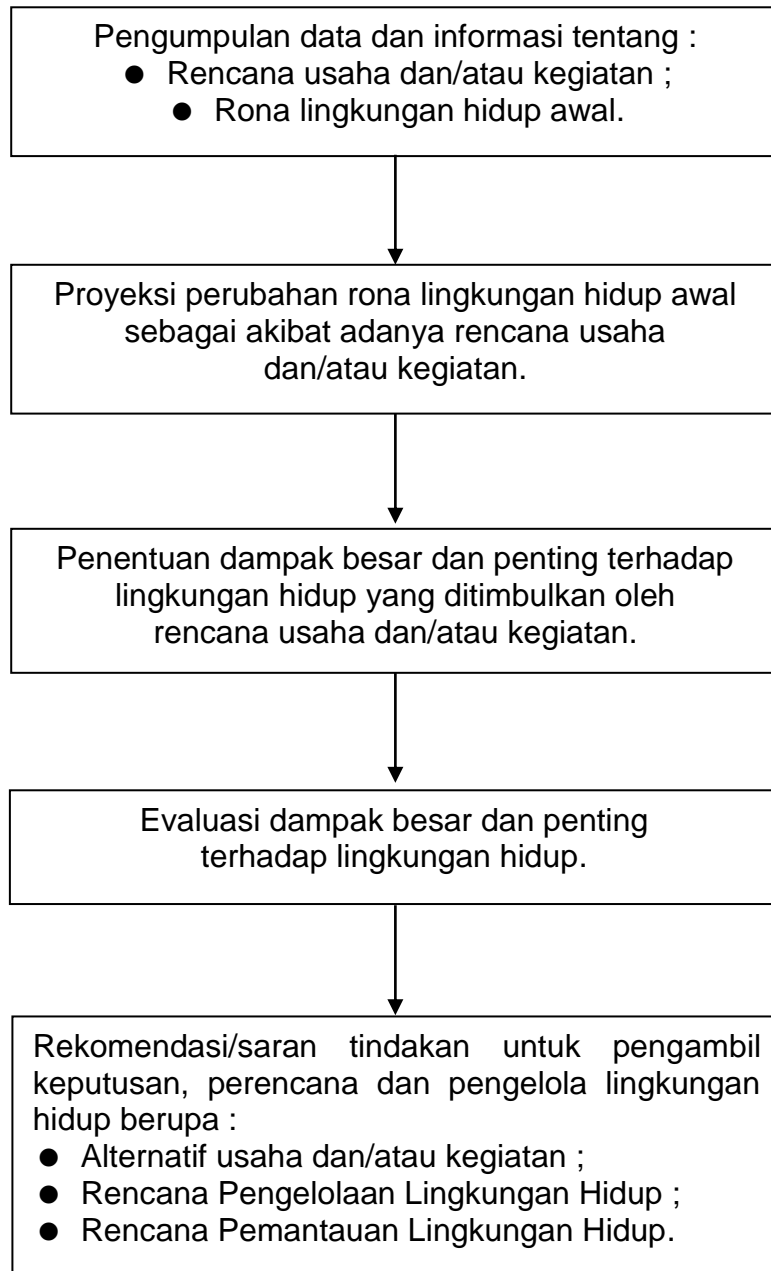 Pengumpulan data dan informasi tentang :
● Rencana usaha dan/atau kegiatan ;
● Rona lingkungan hidup awal.
Proyeksi perubahan rona lingkungan hidup awal
sebagai akibat adanya rencana usaha
dan/atau kegiatan.
Penentuan dampak besar dan penting terhadap
lingkungan hidup yang ditimbulkan oleh
rencana usaha dan/atau kegiatan.
Evaluasi dampak besar dan penting
terhadap lingkungan hidup.
Rekomendasi/saran tindakan untuk pengambil
keputusan, perencana dan pengelola lingkungan
hidup berupa :
● Alternatif usaha dan/atau kegiatan ;
● Rencana Pengelolaan Lingkungan Hidup ;
● Rencana Pemantauan Lingkungan Hidup.